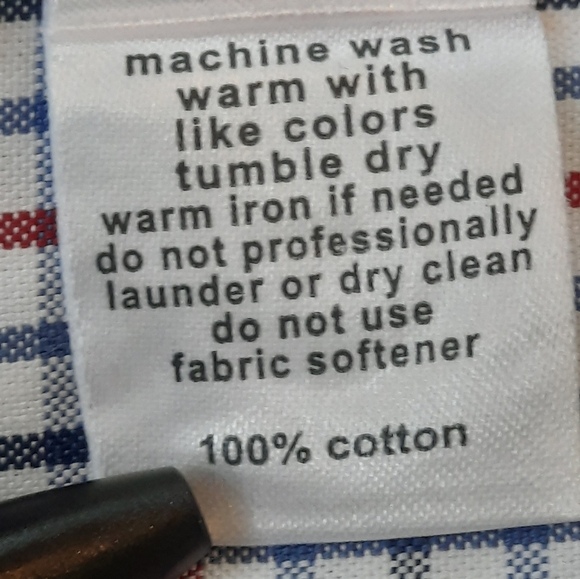 machine wash
warm with
like colors
tumble dry
warm iron if needed
do not professionally
launder or dry clean
do not use
fabric softener
100% cotton